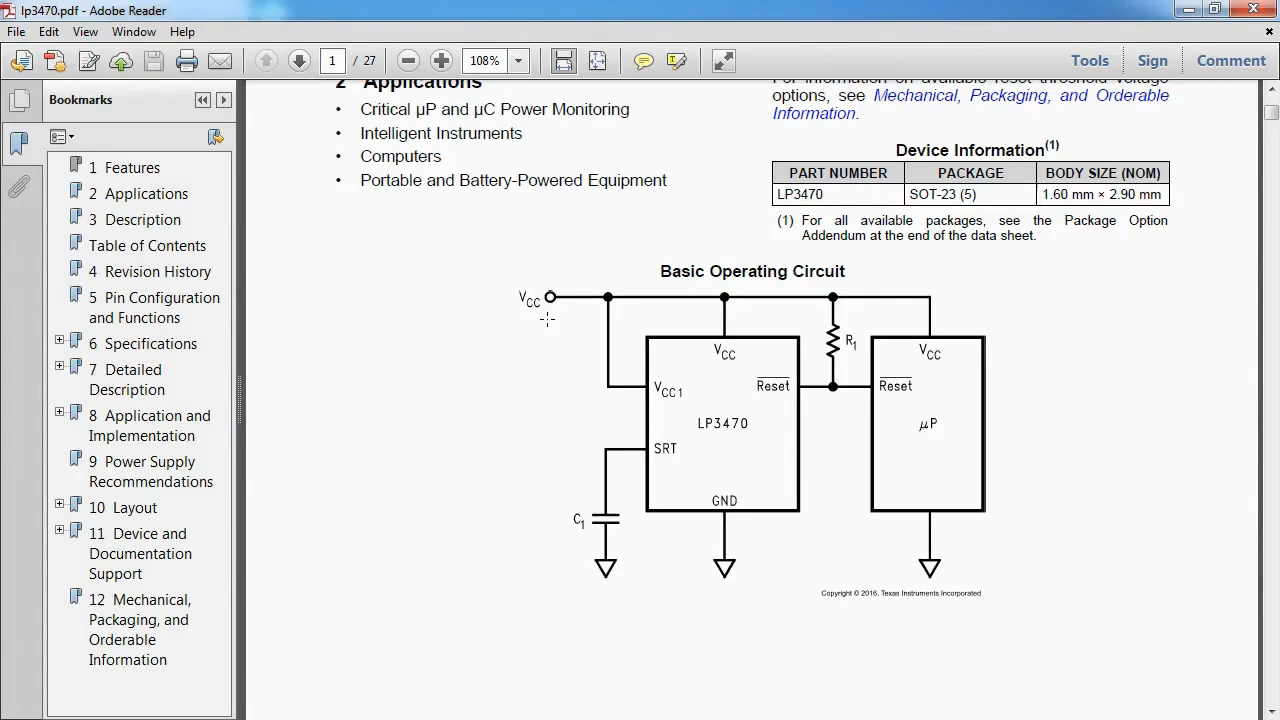 lp3470.pdf - Adobe Reader
File Edit View Window Help
1 / 27 108% Tools Sign Comment
Bookmarks
1 Features
2 Applications
3 Description
Table of Contents
4 Revision History
5 Pin Configuration
and Functions
6 Specifications
7 Detailed
Description
8 Application and
Implementation
9 Power Supply
Recommendations
10 Layout
11 Device and
Documentation
Support
12 Mechanical,
Packaging, and
Orderable
Information
2 Applications
• Critical µP and µC Power Monitoring
• Intelligent Instruments
• Computers
• Portable and Battery-Powered Equipment
For information on available reset threshold voltage
options, see Mechanical, Packaging, and Orderable
Information.
Device Information(1)
PART NUMBER PACKAGE BODY SIZE (NOM)
LP3470 SOT-23 (5) 1.60 mm × 2.90 mm
(1) For all available packages, see the Package Option
Addendum at the end of the data sheet.
Basic Operating Circuit
VCC
VCC R1 VCC
VCC1 Reset Reset
LP3470 µP
SRT
GND
C1
Copyright © 2016, Texas Instruments Incorporated